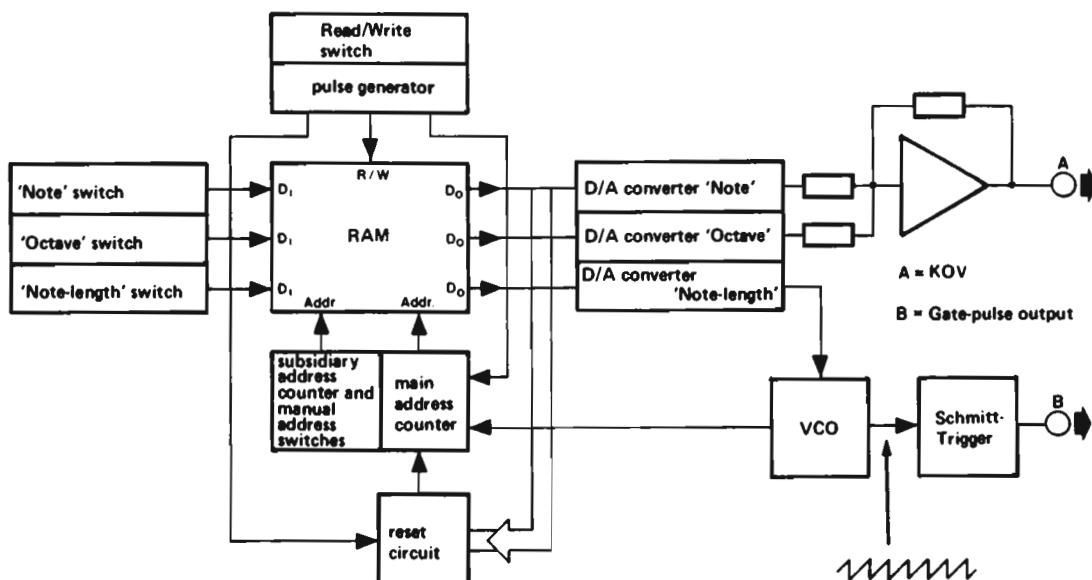 Read/Write
switch
pulse generator
'Note' switch
'Octave' switch
'Note-length' switch
R/W
D₁
D₀
D₁
RAM
D₀
D₁
D₀
Addr
Addr.
D/A converter 'Note'
D/A converter 'Octave'
D/A converter
'Note-length'
A
A = KOV
B = Gate-pulse output
subsidiary
address
counter and
manual
address
switches
main
address
counter
VCO
Schmitt-
Trigger
B
reset
circuit